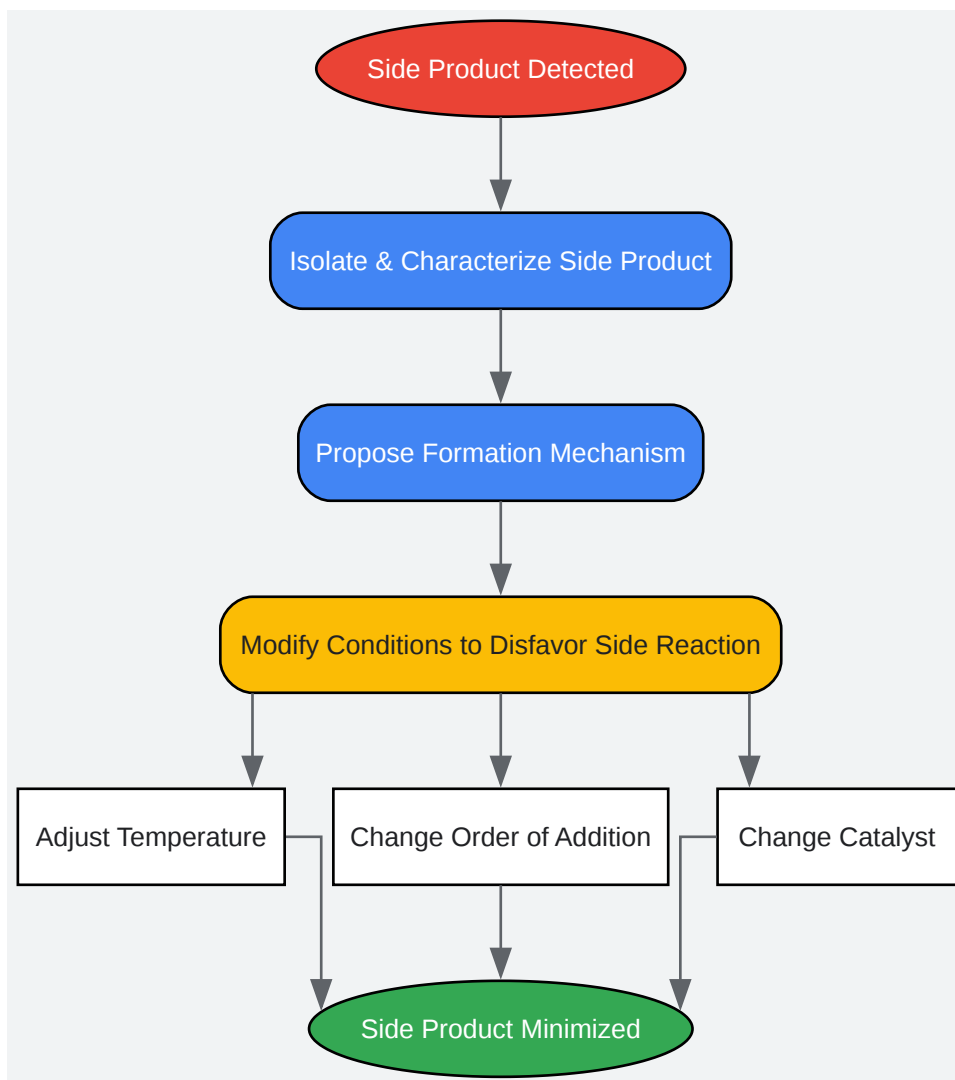 Side Product Detected
Isolate & Characterize Side Product
Propose Formation Mechanism
Modify Conditions to Disfavor Side Reaction
Adjust Temperature
Change Order of Addition
Change Catalyst
Side Product Minimized